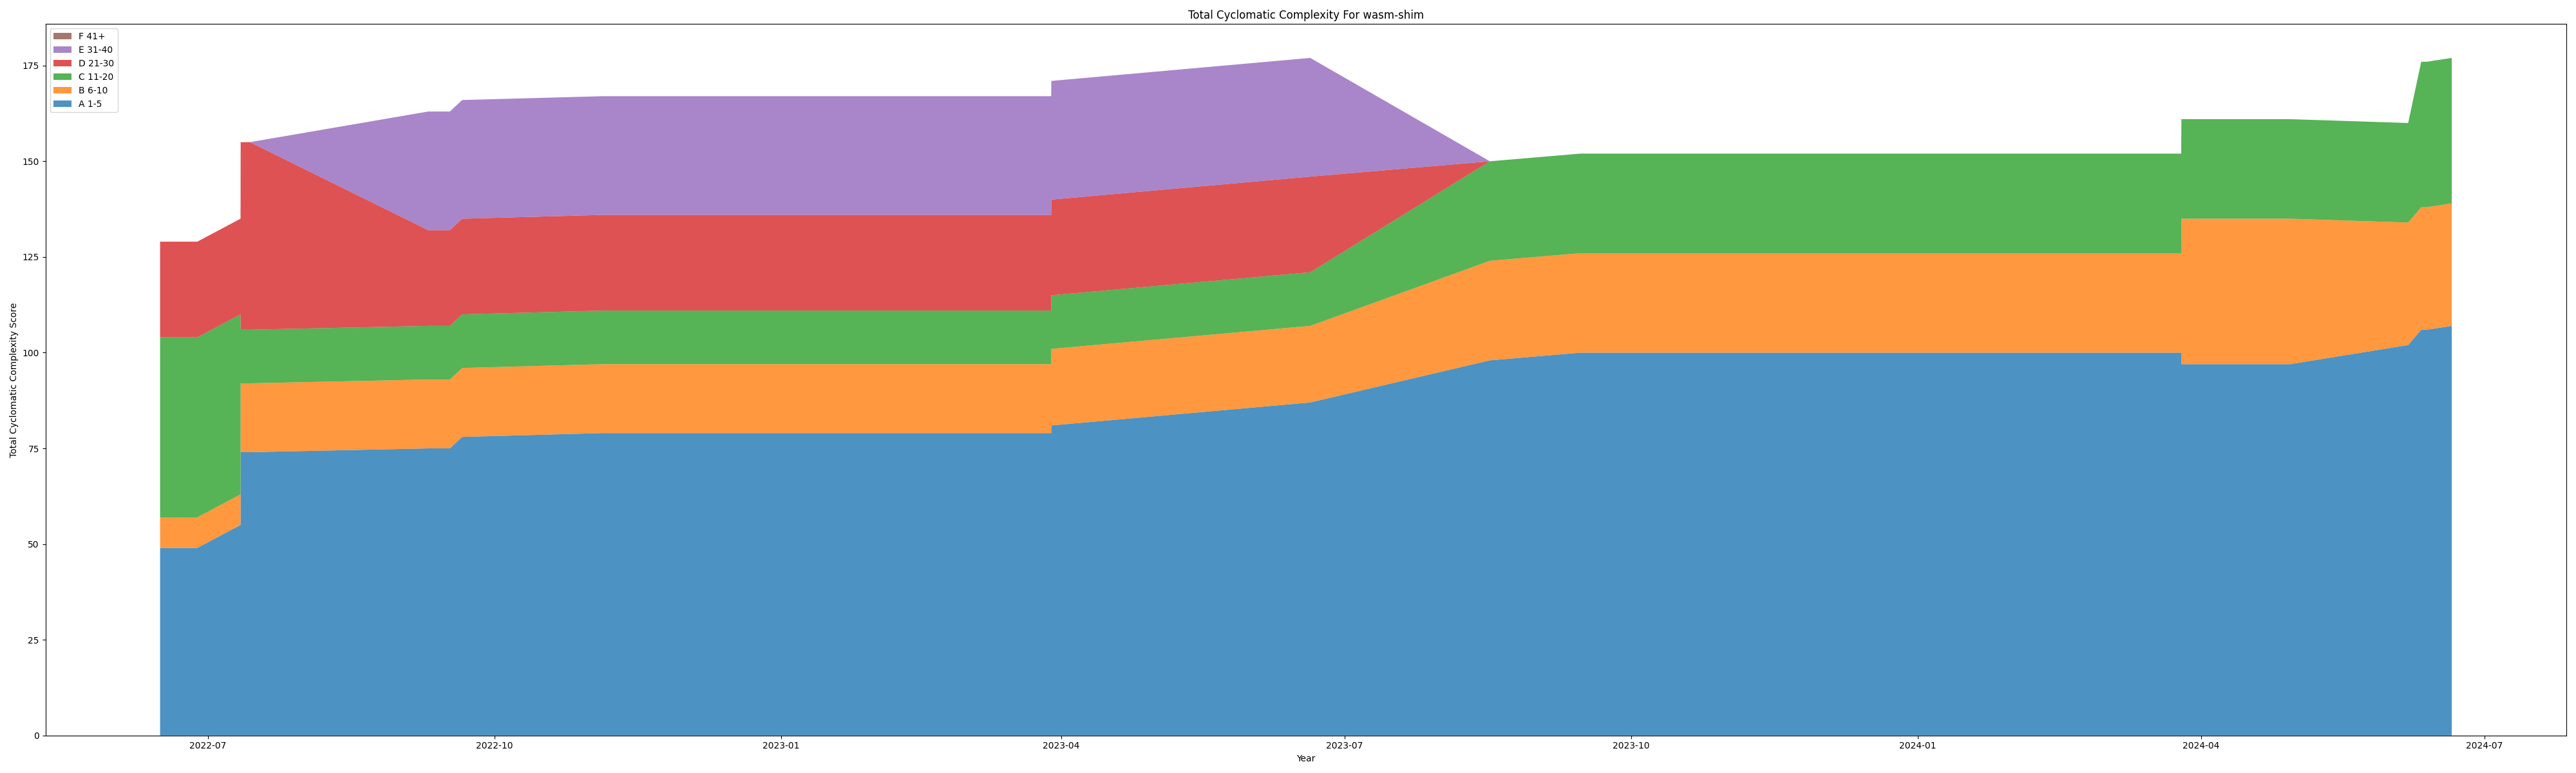 Total Cyclomatic Complexity For wasm-shim
F 41+
E 31-40
D 21-30
C 11-20
B 6-10
A 1-5
Total Cyclomatic Complexity Score
175
150
125
100
75
50
25
0
2022-07
2022-10
2023-01
2023-04
2023-07
2023-10
2024-01
2024-04
2024-07
Year